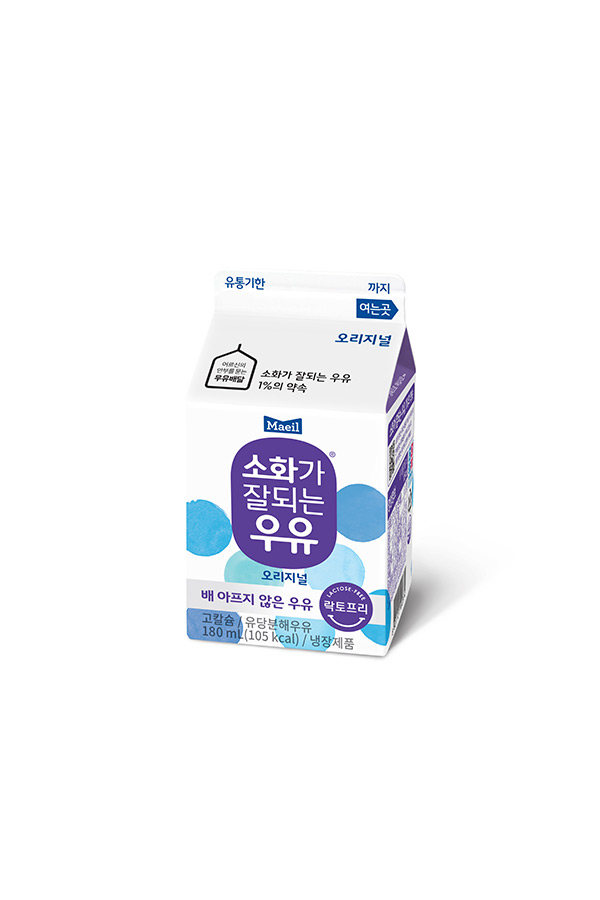 유통기한
까지
여는곳
오리지널
어르신의
안부를 묻는
우유배달
소화가 잘되는 우유
1%의 약속
Maeil
소화가®
잘되는
우유
오리지널
배 아프지 않은 우유
LACTOSE-FREE
락토프리
고칼슘 / 유당분해우유
180 mL(105 kcal) / 냉장제품